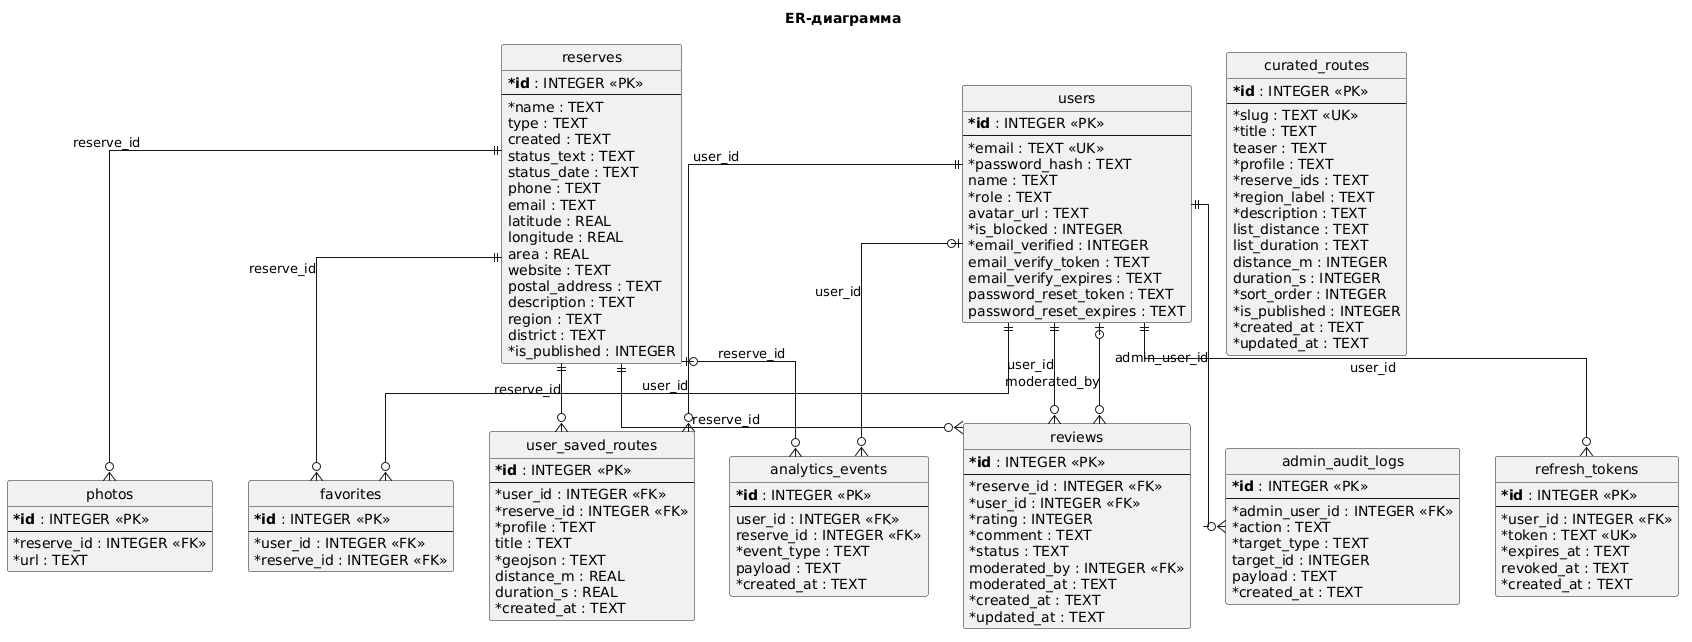 ER-диаграмма
reserves
*id : INTEGER «PK»
*name : TEXT
type : TEXT
created : TEXT
status_text : TEXT
status_date : TEXT
phone : TEXT
email : TEXT
latitude : REAL
longitude : REAL
area : REAL
website : TEXT
postal_address : TEXT
description : TEXT
region : TEXT
district : TEXT
*is_published : INTEGER
users
*id : INTEGER «PK»
*email : TEXT «UK»
*password_hash : TEXT
name : TEXT
*role : TEXT
avatar_url : TEXT
*is_blocked : INTEGER
*email_verified : INTEGER
email_verify_token : TEXT
email_verify_expires : TEXT
password_reset_token : TEXT
password_reset_expires : TEXT
curated_routes
*id : INTEGER «PK»
*slug : TEXT «UK»
*title : TEXT
teaser : TEXT
*profile : TEXT
*reserve_ids : TEXT
*region_label : TEXT
*description : TEXT
list_distance : TEXT
list_duration : TEXT
distance_m : INTEGER
duration_s : INTEGER
*sort_order : INTEGER
*is_published : INTEGER
*created_at : TEXT
*updated_at : TEXT
reserve_id
user_id
reserve_id
user_id
reserve_id
admin_user_id
user_id
user_id
moderated_by
reserve_id
user_id
reserve_id
photos
*id : INTEGER «PK»
*reserve_id : INTEGER «FK»
*url : TEXT
favorites
*id : INTEGER «PK»
*user_id : INTEGER «FK»
*reserve_id : INTEGER «FK»
user_saved_routes
*id : INTEGER «PK»
*user_id : INTEGER «FK»
*reserve_id : INTEGER «FK»
*profile : TEXT
title : TEXT
*geojson : TEXT
distance_m : REAL
duration_s : REAL
*created_at : TEXT
analytics_events
*id : INTEGER «PK»
user_id : INTEGER «FK»
reserve_id : INTEGER «FK»
*event_type : TEXT
payload : TEXT
*created_at : TEXT
reviews
*id : INTEGER «PK»
*reserve_id : INTEGER «FK»
*user_id : INTEGER «FK»
*rating : INTEGER
*comment : TEXT
*status : TEXT
moderated_by : INTEGER «FK»
moderated_at : TEXT
*created_at : TEXT
*updated_at : TEXT
admin_audit_logs
*id : INTEGER «PK»
*admin_user_id : INTEGER «FK»
*action : TEXT
*target_type : TEXT
target_id : INTEGER
payload : TEXT
*created_at : TEXT
refresh_tokens
*id : INTEGER «PK»
*user_id : INTEGER «FK»
*token : TEXT «UK»
*expires_at : TEXT
revoked_at : TEXT
*created_at : TEXT